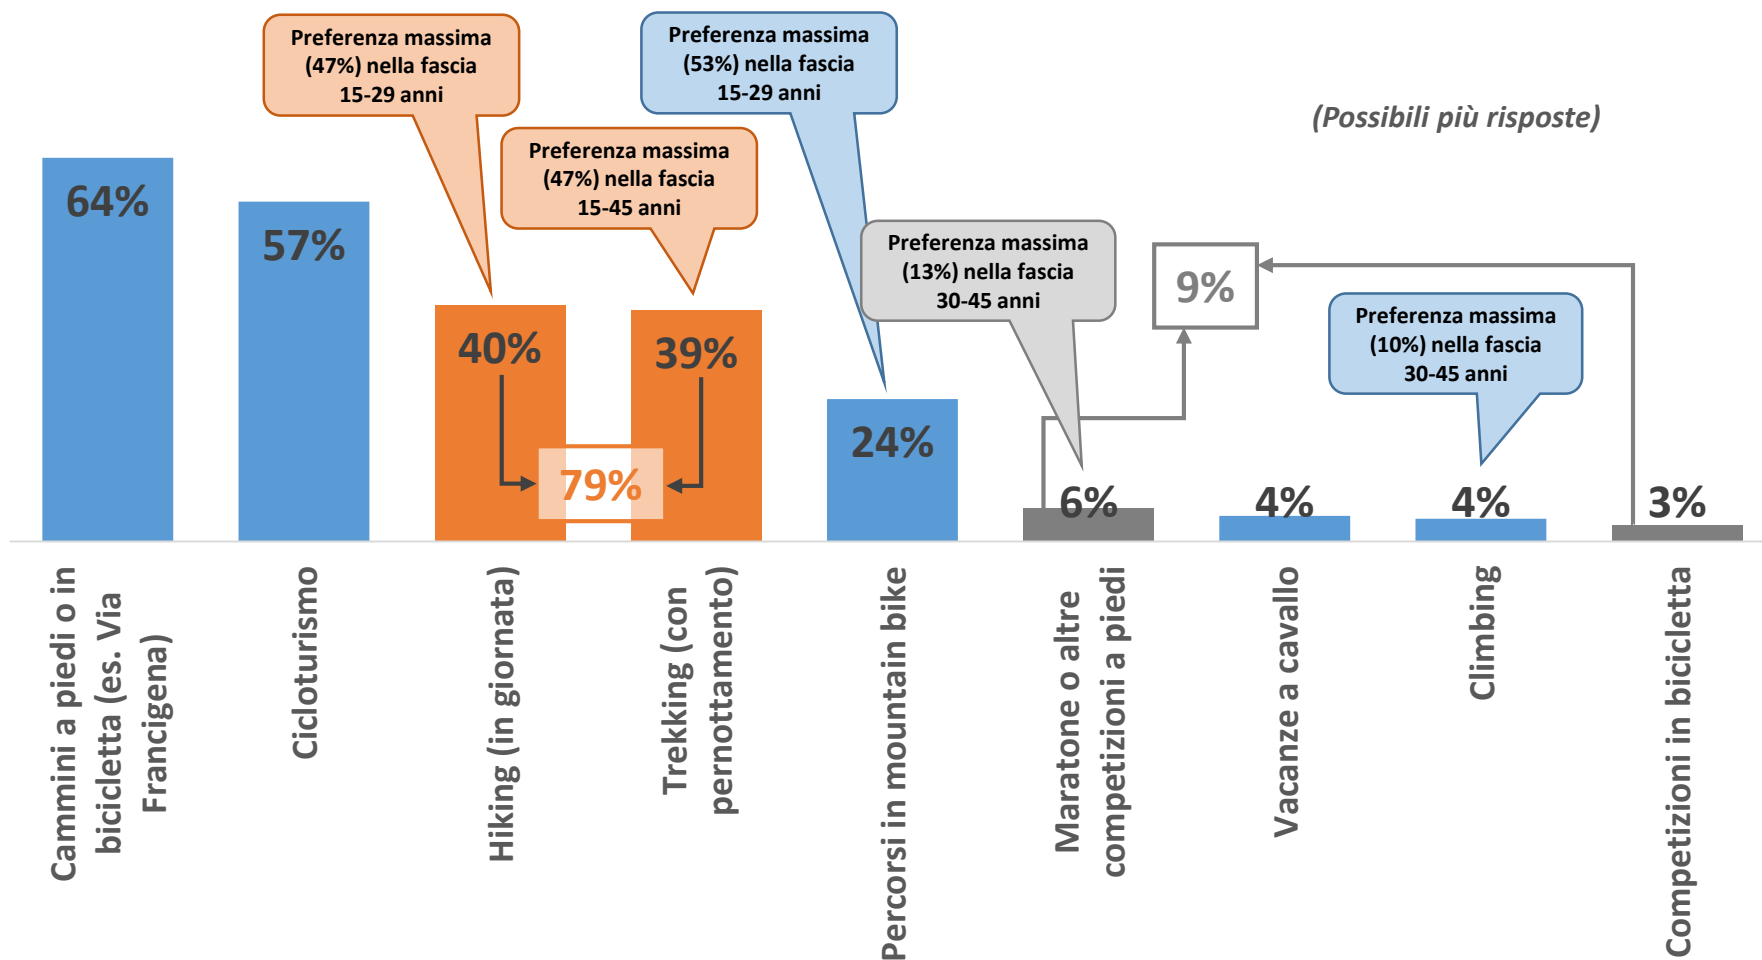 Preferenza massima
(47%) nella fascia
15-29 anni
Preferenza massima
(53%) nella fascia
15-29 anni
(Possibili più risposte)
Preferenza massima
(47%) nella fascia
15-45 anni
Preferenza massima
(13%) nella fascia
30-45 anni
9%
Preferenza massima
(10%) nella fascia
30-45 anni
64%
57%
40%
39%
79%
24%
6%
4%
4%
3%
Cammini a piedi o in
bicicletta (es. Via
Francigena)
Cicloturismo
Hiking (in giornata)
Trekking (con
pernottamento)
Percorsi in mountain bike
Maratone o altre
competizioni a piedi
Vacanze a cavallo
Climbing
Competizioni in bicicletta